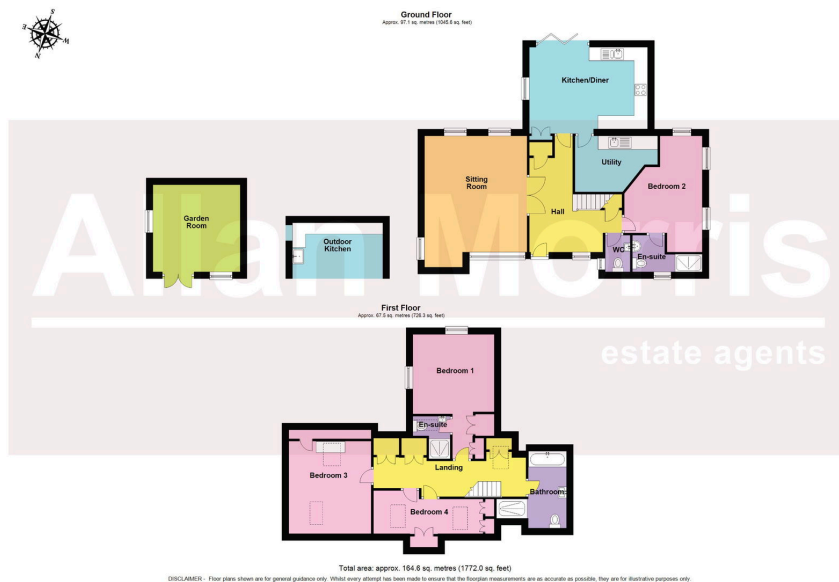 Ground Floor
Approx. 97.1 sq. metres (1045.6 sq. feet)
S
E
W
N
Kitchen/Diner
Utility
Sitting
Room
Bedroom 2
Hall
Garden
Room
Outdoor
Kitchen
WC
En-suite
Allan Morris
estate agents
First Floor
Approx. 67.5 sq. metres (726.3 sq. feet)
Bedroom 1
En-suite
Landing
Bedroom 3
Bathroom
Bedroom 4
Total area: approx. 164.6 sq. metres (1772.0 sq. feet)
DISCLAIMER - Floor plans shown are for general guidance only. Whilst every attempt has been made to ensure that the floorplan measurements are as accurate as possible, they are for illustrative purposes only.